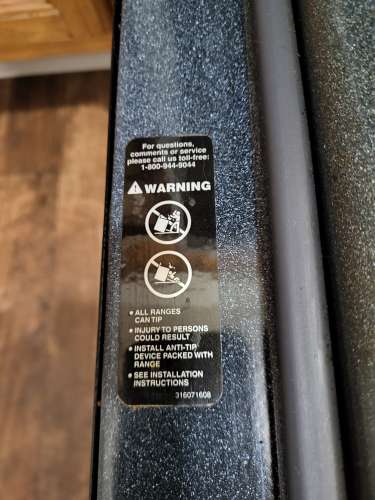 For questions,
comments or service
please call us toll-free:
1-800-944-9044
WARNING
• ALL RANGES
CAN TIP
• INJURY TO PERSONS
COULD RESULT
• INSTALL ANTI-TIP
DEVICE PACKED WITH
RANGE
• SEE INSTALLATION
INSTRUCTIONS
316071608